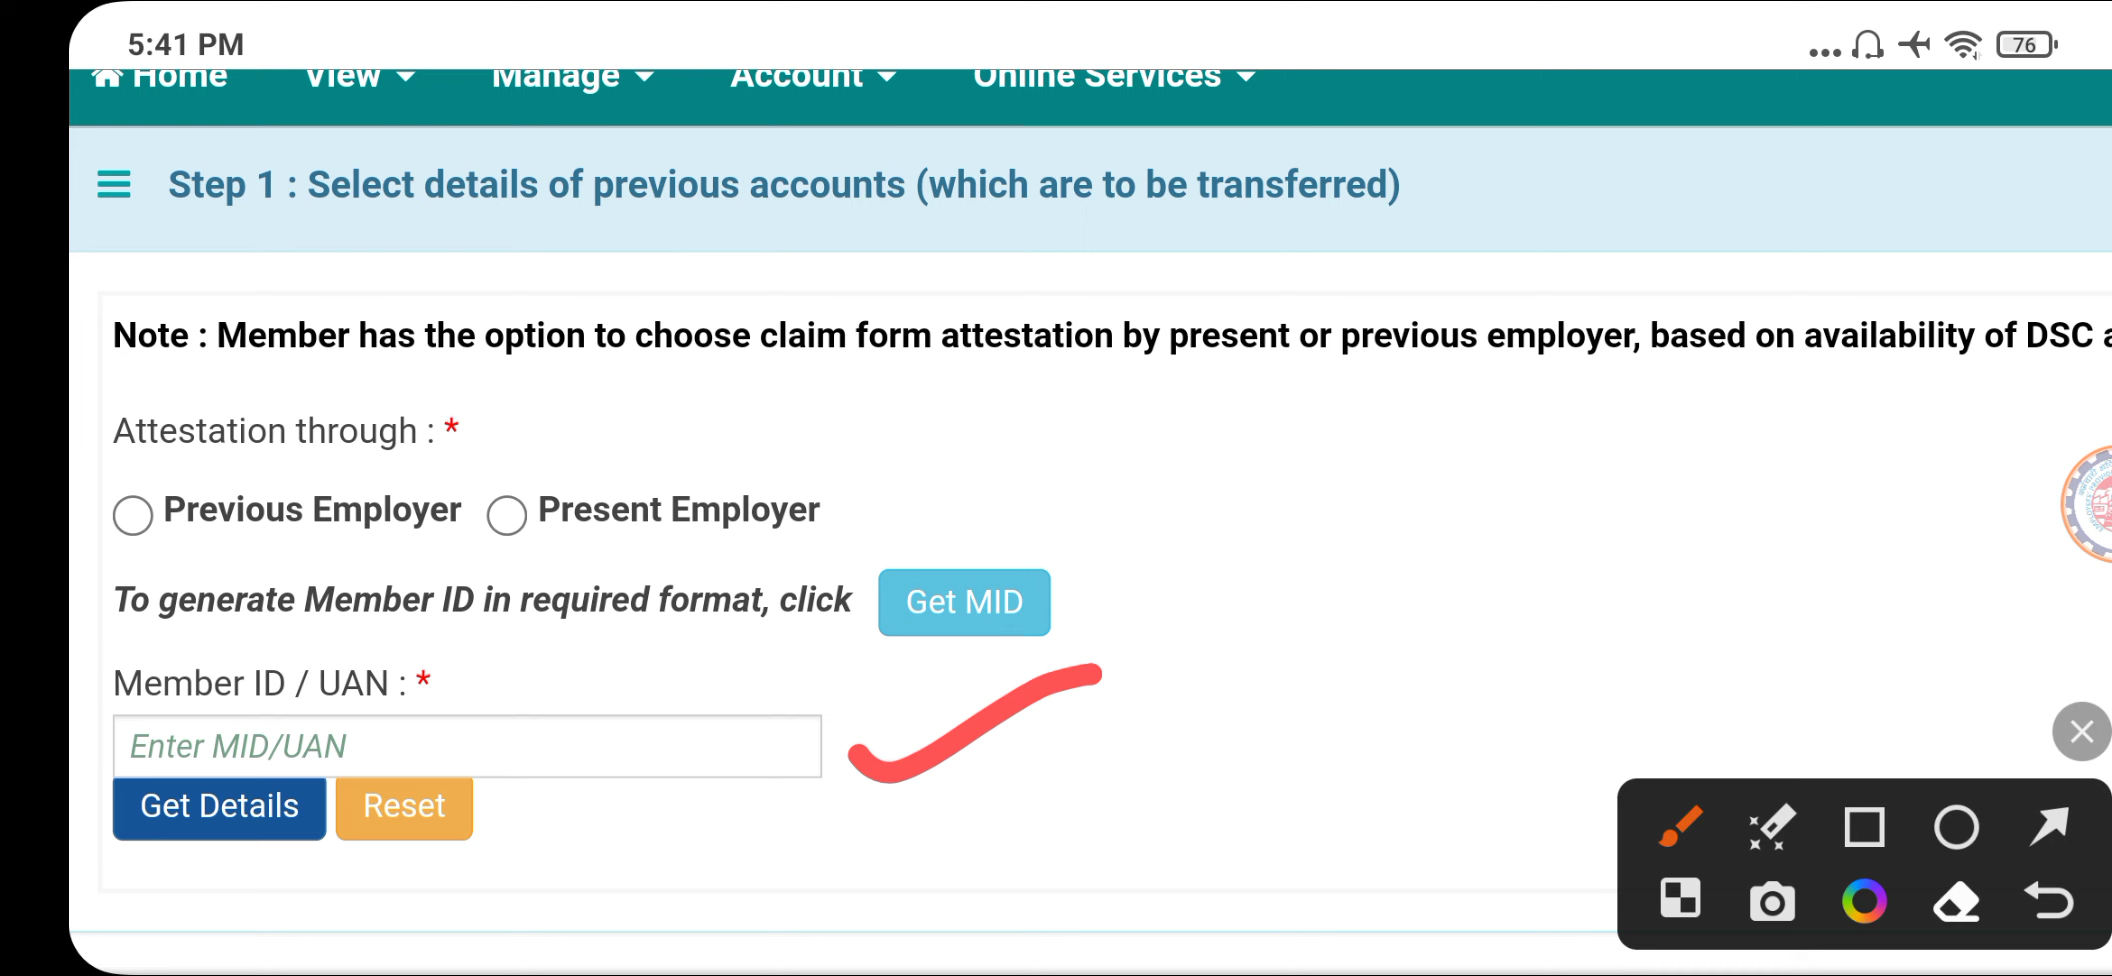 5:41 PM
76
Home View Manage Account Online Services
Step 1 : Select details of previous accounts (which are to be transferred)
Note : Member has the option to choose claim form attestation by present or previous employer, based on availability of DSC
Attestation through : *
Previous Employer Present Employer
To generate Member ID in required format, click Get MID
Member ID / UAN : *
Enter MID/UAN
Get Details Reset